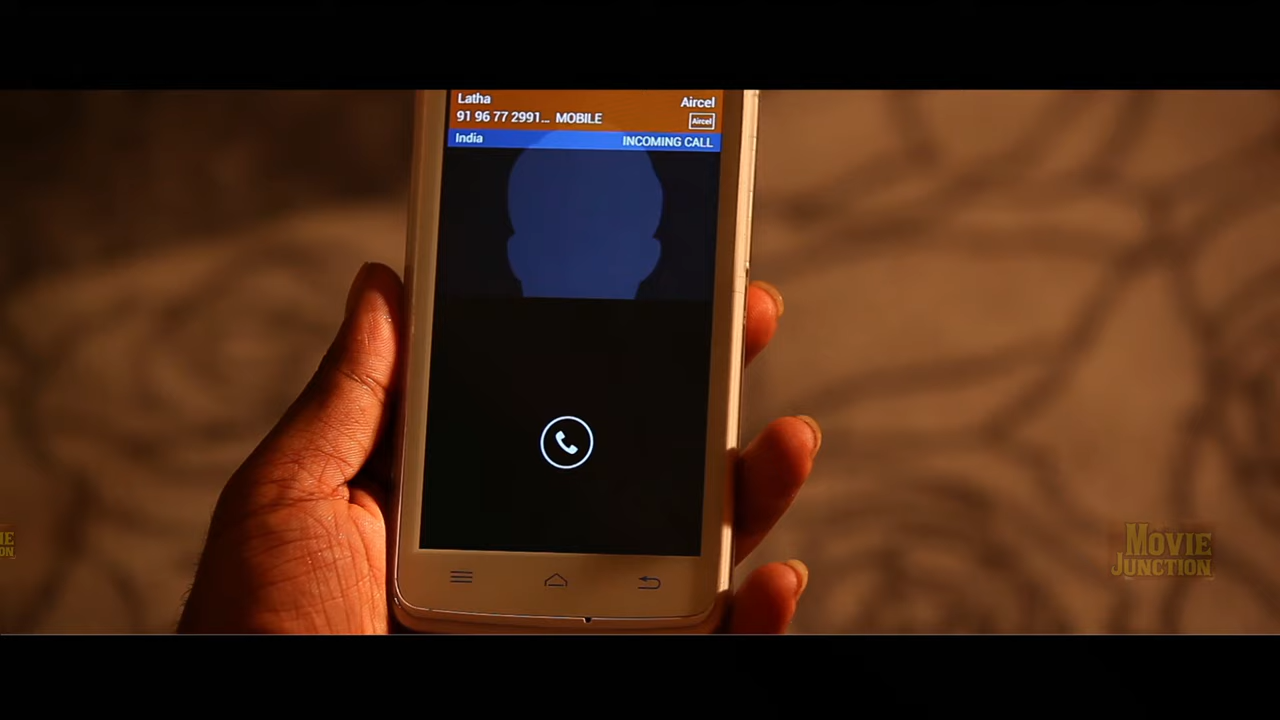 Latha
Aircel
91 96 77 2991... MOBILE
Aircel
India
INCOMING CALL
MOVIE
JUNCTION